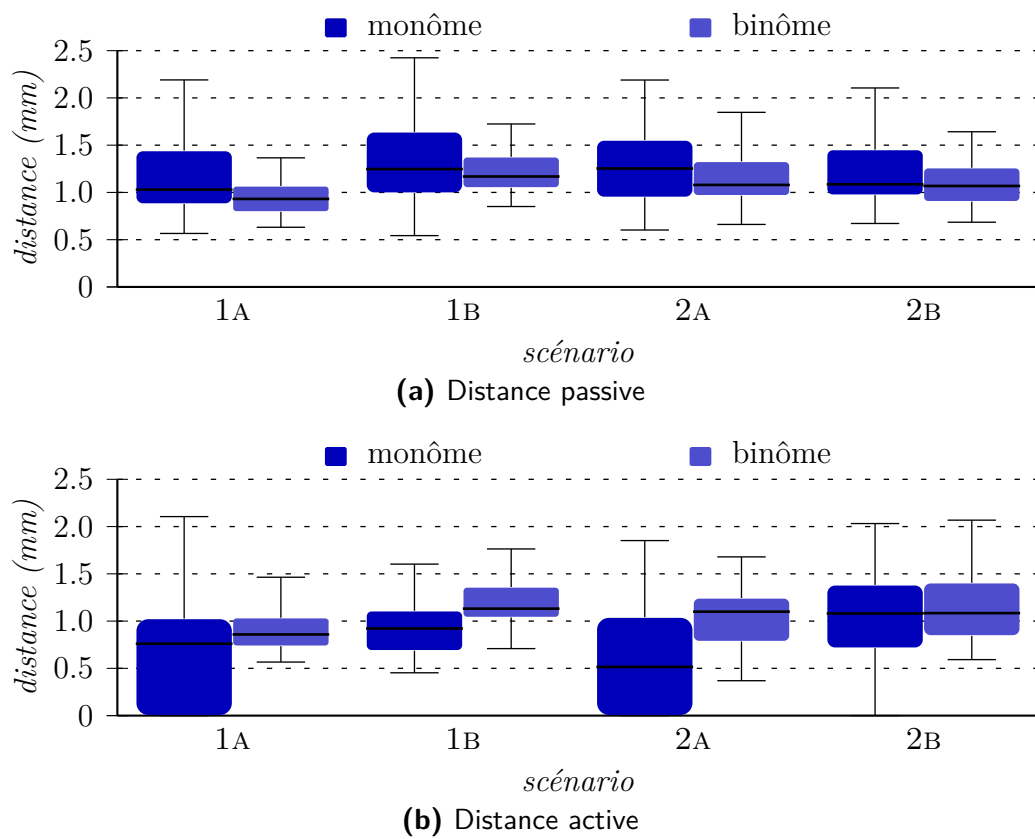 monôme binôme
distance (mm)
2.5
2.0
1.5
1.0
0.5
0
1A 1B 2A 2B
scénario
(a) Distance passive
monôme binôme
distance (mm)
2.5
2.0
1.5
1.0
0.5
0
1A 1B 2A 2B
scénario
(b) Distance active